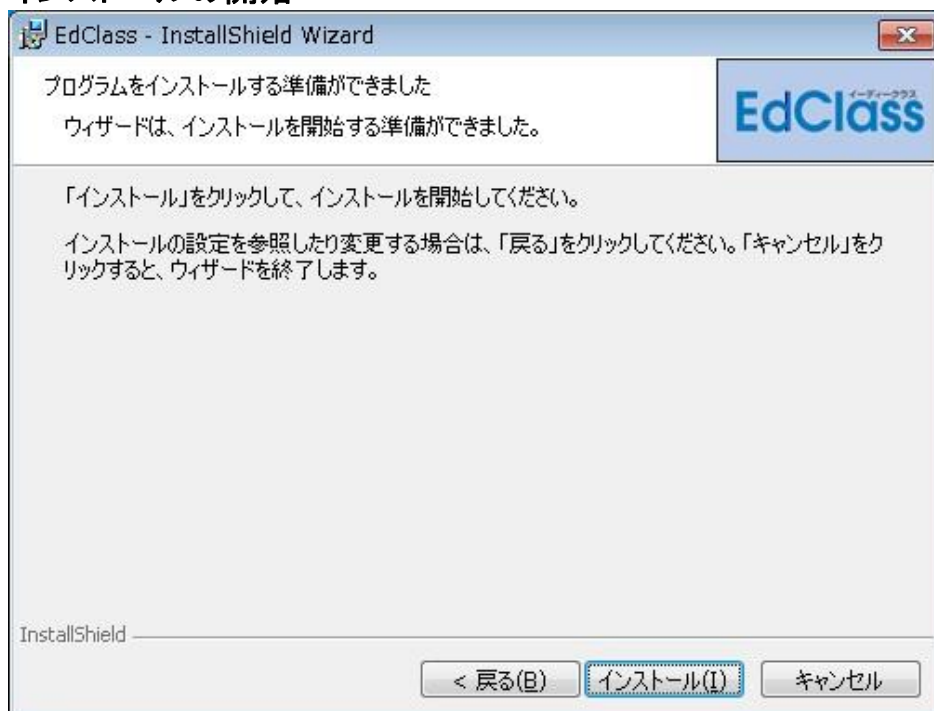 EdClass - InstallShield Wizard
プログラムをインストールする準備ができました
ウィザードは、インストールを開始する準備ができました。
イーディークラス
EdClass
「インストール」をクリックして、インストールを開始してください。
インストールの設定を参照したり変更する場合は、「戻る」をクリックしてください。「キャンセル」をク
リックすると、ウィザードを終了します。
InstallShield
< 戻る(B)
インストール(I)
キャンセル